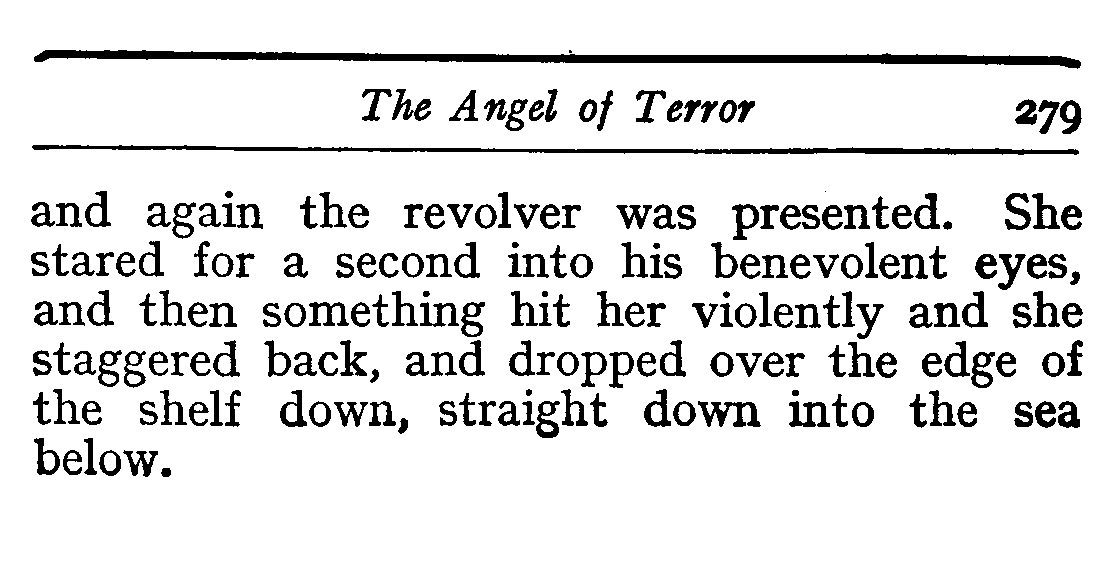 The Angel of Terror 279
and again the revolver was presented. She
stared for a second into his benevolent eyes,
and then something hit her violently and she
staggered back, and dropped over the edge of
the shelf down, straight down into the sea
below.